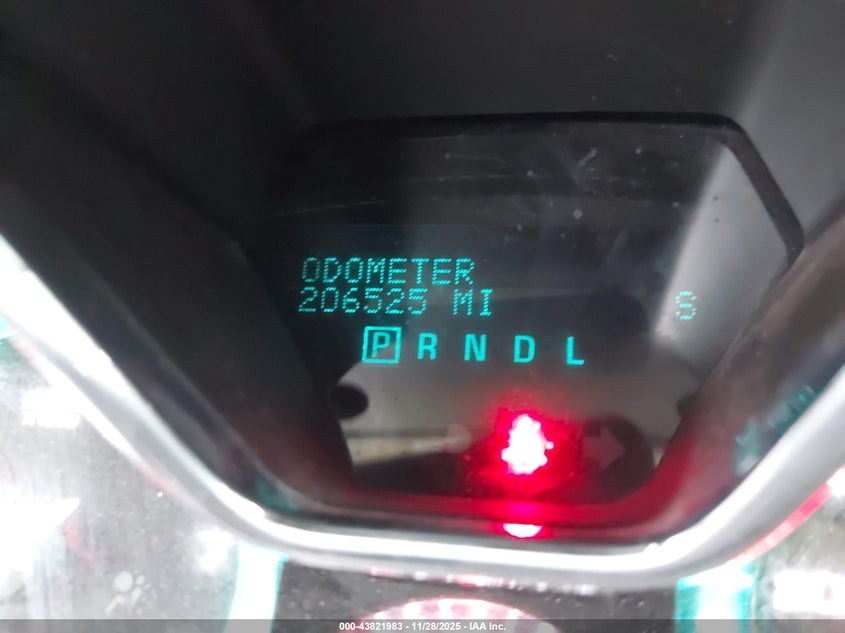 ODOMETER
206525 MI S
P R N D L
000-43821983 - 11/28/2025 - IAA Inc.